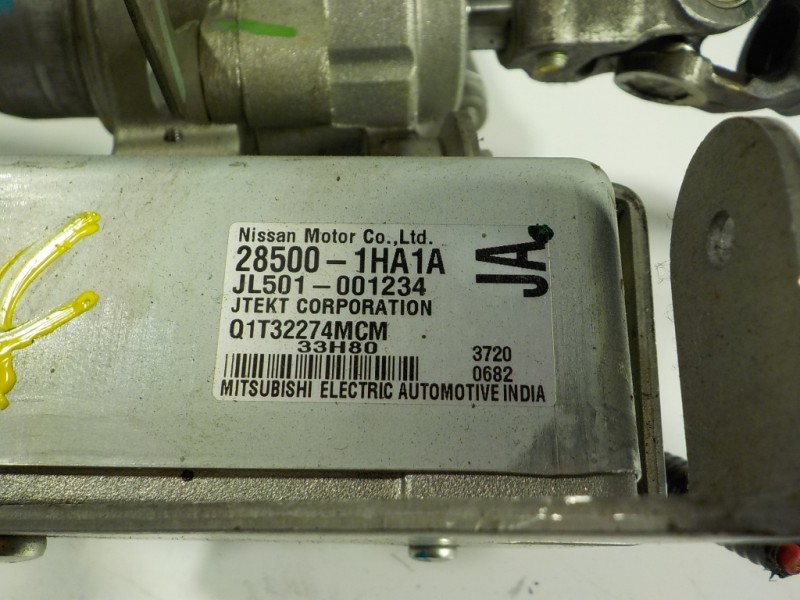 Nissan Motor Co.,Ltd.
28500-1HA1A
JL501-001234
JTEKT CORPORATION
Q1T32274MCM
33H80
3720
0682
MITSUBISHI ELECTRIC AUTOMOTIVE INDIA
JA